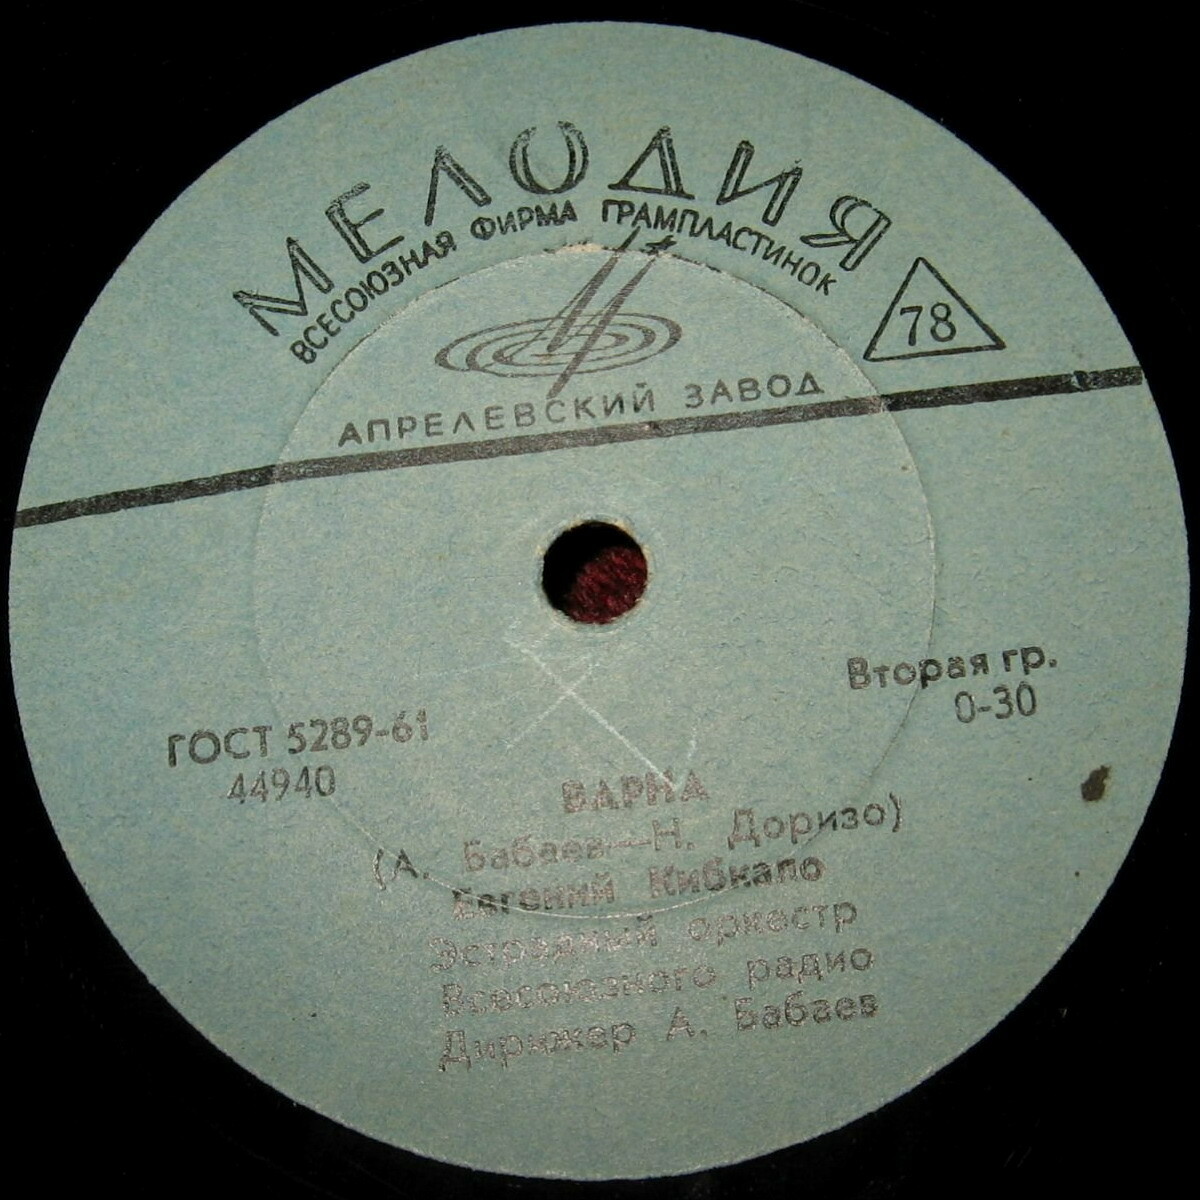 МЕЛОДИЯ
ВСЕСОЮЗНАЯ ФИРМА ГРАМПЛАСТИНОК
78
АПРЕЛЕВСКИЙ ЗАВОД
Вторая гр.
0-30
ГОСТ 5289-61
44940
ВАРНА
(А. Бабаев—Н. Доризо)
Евгений Кибкало
Эстрадный оркестр
Всесоюзного радио
Дирижер А. Бабаев